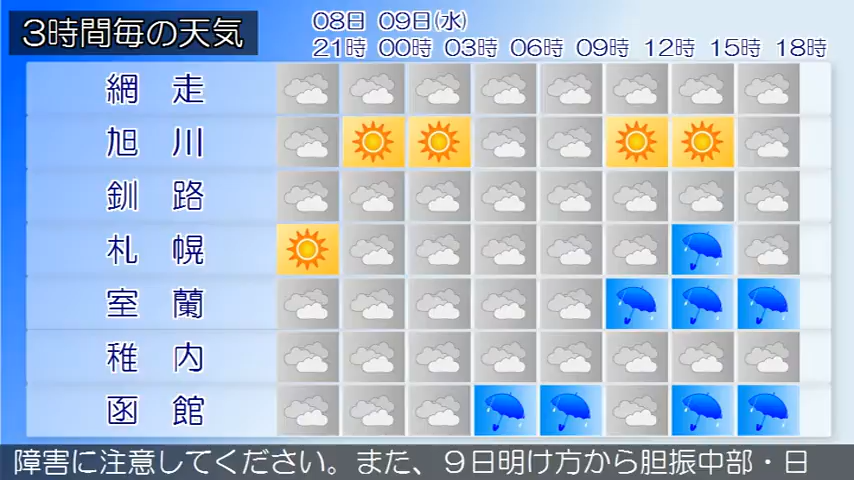 3時間毎の天気
08日 09日(水)
21時 00時 03時 06時 09時 12時 15時 18時
網 走
旭 川
釧 路
札 幌
室 蘭
稚 内
函 館
障害に注意してください。また、９日明け方から胆振中部・日